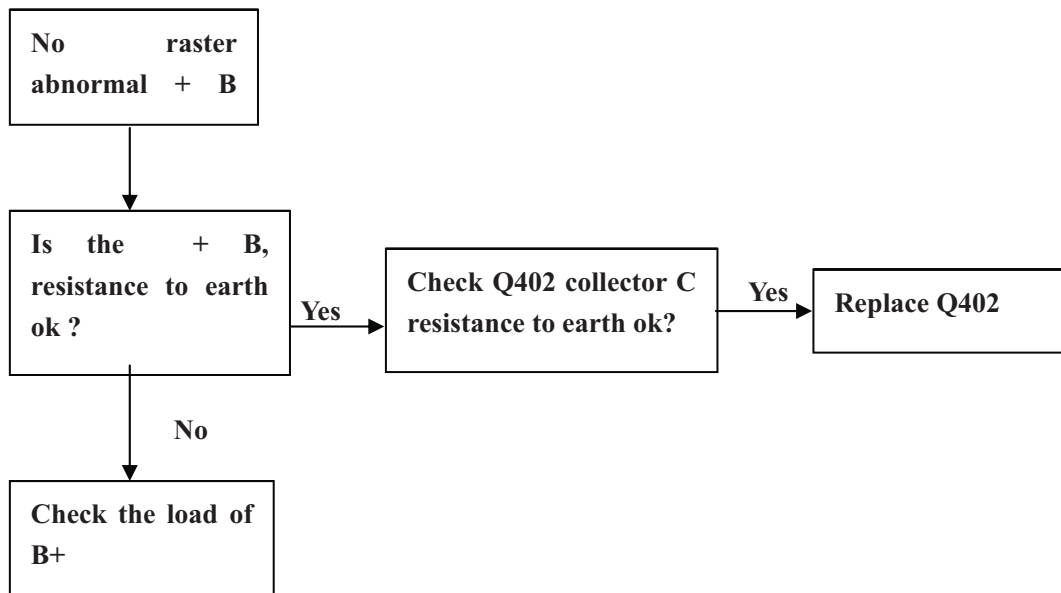 No raster
abnormal + B
Is the + B,
resistance to earth
ok ?
Yes
Check Q402 collector C
resistance to earth ok?
Yes
Replace Q402
No
Check the load of
B+